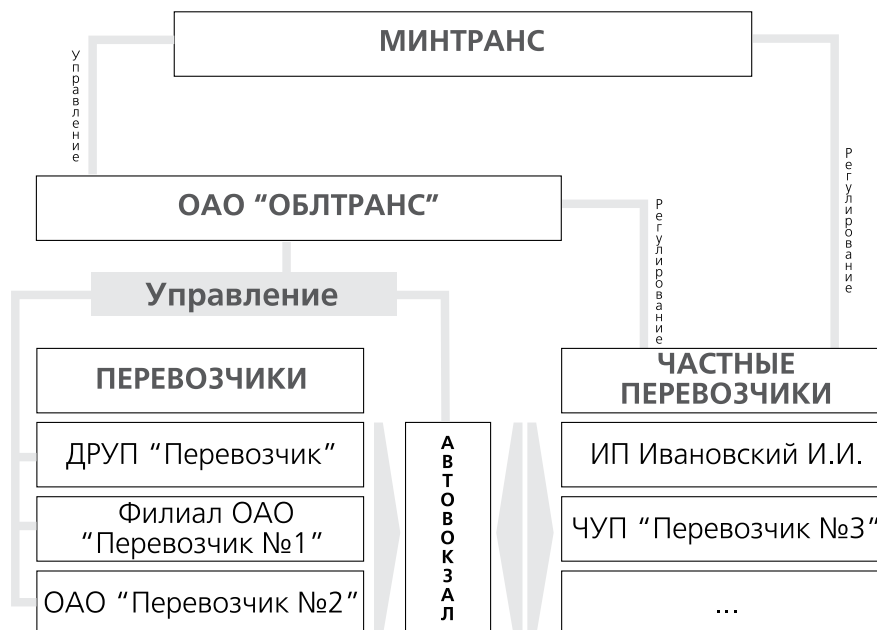 МИНТРАНС
Управление
Регулирование
ОАО “ОБЛТРАНС”
Регулирование
Управление
ПЕРЕВОЗЧИКИ
ЧАСТНЫЕ
ПЕРЕВОЗЧИКИ
ДРУП “Перевозчик”
АВТОВОКЗАЛ
ИП Ивановский И.И.
Филиал ОАО
“Перевозчик №1”
ЧУП “Перевозчик №3”
ОАО “Перевозчик №2”
...